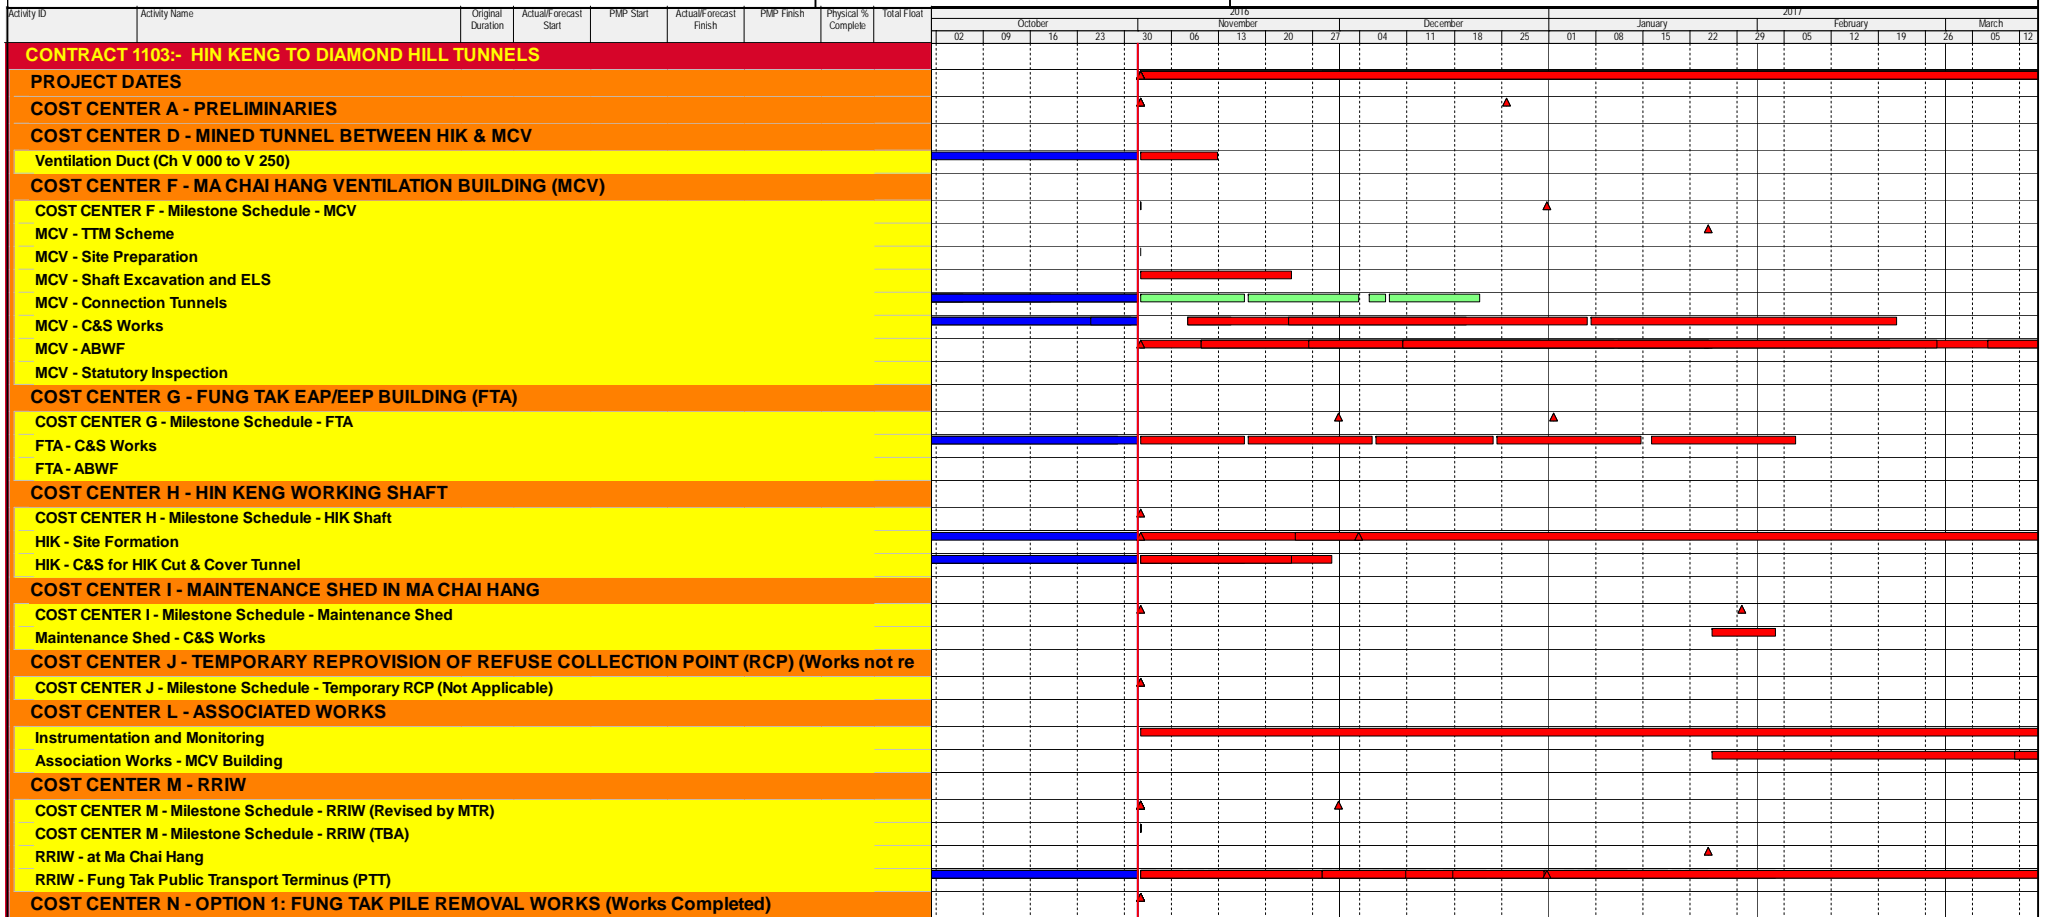 Activity ID Activity Name Original Duration Actual/Forecast Start PMP Start Actual/Forecast Finish PMP Finish Physical % Complete Total Float
2016 2017
October November December January February March
02 09 16 23 30 06 13 20 27 04 11 18 25 01 08 15 22 29 05 12 19 26 05 12
CONTRACT 1103:- HIN KENG TO DIAMOND HILL TUNNELS
PROJECT DATES
COST CENTER A - PRELIMINARIES
COST CENTER D - MINED TUNNEL BETWEEN HIK & MCV
Ventilation Duct (Ch V 000 to V 250)
COST CENTER F - MA CHAI HANG VENTILATION BUILDING (MCV)
COST CENTER F - Milestone Schedule - MCV
MCV - TTM Scheme
MCV - Site Preparation
MCV - Shaft Excavation and ELS
MCV - Connection Tunnels
MCV - C&S Works
MCV - ABWF
MCV - Statutory Inspection
COST CENTER G - FUNG TAK EAP/EEP BUILDING (FTA)
COST CENTER G - Milestone Schedule - FTA
FTA - C&S Works
FTA - ABWF
COST CENTER H - HIN KENG WORKING SHAFT
COST CENTER H - Milestone Schedule - HIK Shaft
HIK - Site Formation
HIK - C&S for HIK Cut & Cover Tunnel
COST CENTER I - MAINTENANCE SHED IN MA CHAI HANG
COST CENTER I - Milestone Schedule - Maintenance Shed
Maintenance Shed - C&S Works
COST CENTER J - TEMPORARY REPROVISION OF REFUSE COLLECTION POINT (RCP) (Works not re
COST CENTER J - Milestone Schedule - Temporary RCP (Not Applicable)
COST CENTER L - ASSOCIATED WORKS
Instrumentation and Monitoring
Association Works - MCV Building
COST CENTER M - RRIW
COST CENTER M - Milestone Schedule - RRIW (Revised by MTR)
COST CENTER M - Milestone Schedule - RRIW (TBA)
RRIW - at Ma Chai Hang
RRIW - Fung Tak Public Transport Terminus (PTT)
COST CENTER N - OPTION 1: FUNG TAK PILE REMOVAL WORKS (Works Completed)